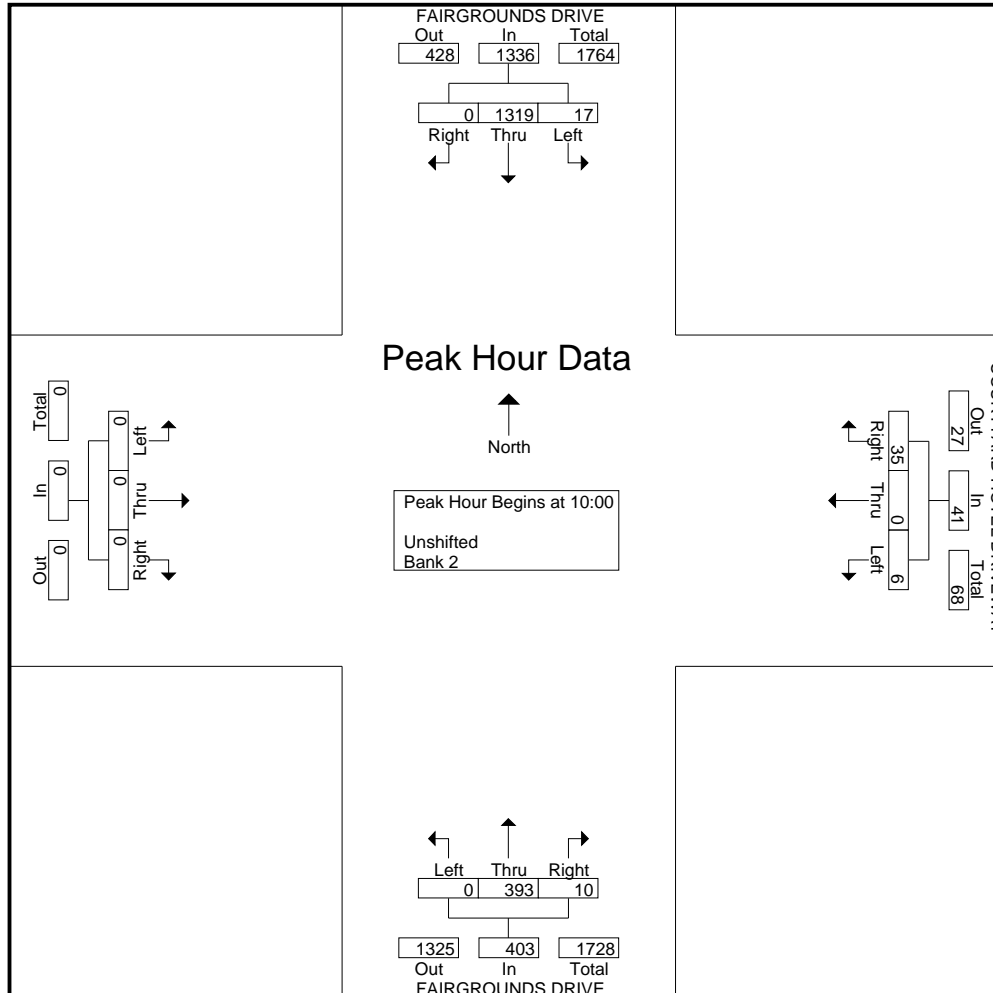 FAIRGROUNDS DRIVE
Out In Total
428 1336 1764
0 1319 17
Right Thru Left
Peak Hour Data
North
Peak Hour Begins at 10:00
Unshifted
Bank 2
Total In Out
0 0 0
0 0 0
Left Thru Right
Out In Total
27 41 68
35 0 6
Right Thru Left
Left Thru Right
0 393 10
1325 403 1728
Out In Total
FAIRGROUNDS DRIVE